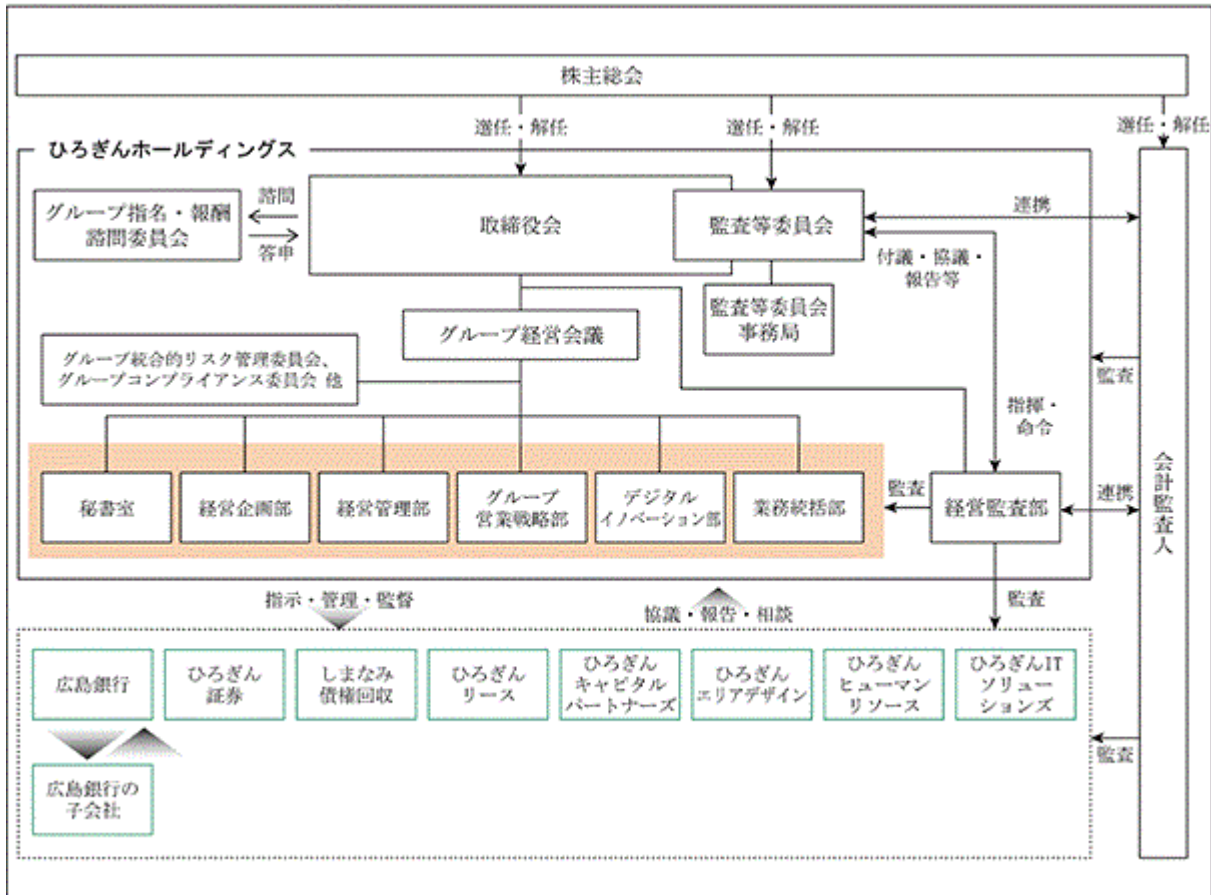 株主総会
選任・解任
選任・解任
選任・解任
ひろぎんホールディングス
グループ指名・報酬
諮問委員会
諮問
答申
取締役会
監査等委員会
連携
付議・協議・
報告等
監査等委員会
事務局
グループ経営会議
グループ統合的リスク管理委員会、
グループコンプライアンス委員会 他
監査
指揮・
命令
秘書室
経営企画部
経営管理部
グループ
営業戦略部
デジタル
イノベーション部
業務統括部
監査
経営監査部
連携
会計監査人
指示・管理・監督
協議・報告・相談
監査
広島銀行
ひろぎん
証券
しまなみ
債権回収
ひろぎん
リース
ひろぎん
キャピタル
パートナーズ
ひろぎん
エリアデザイン
ひろぎん
ヒューマン
リソース
ひろぎんIT
ソリュー
ションズ
監査
広島銀行の
子会社